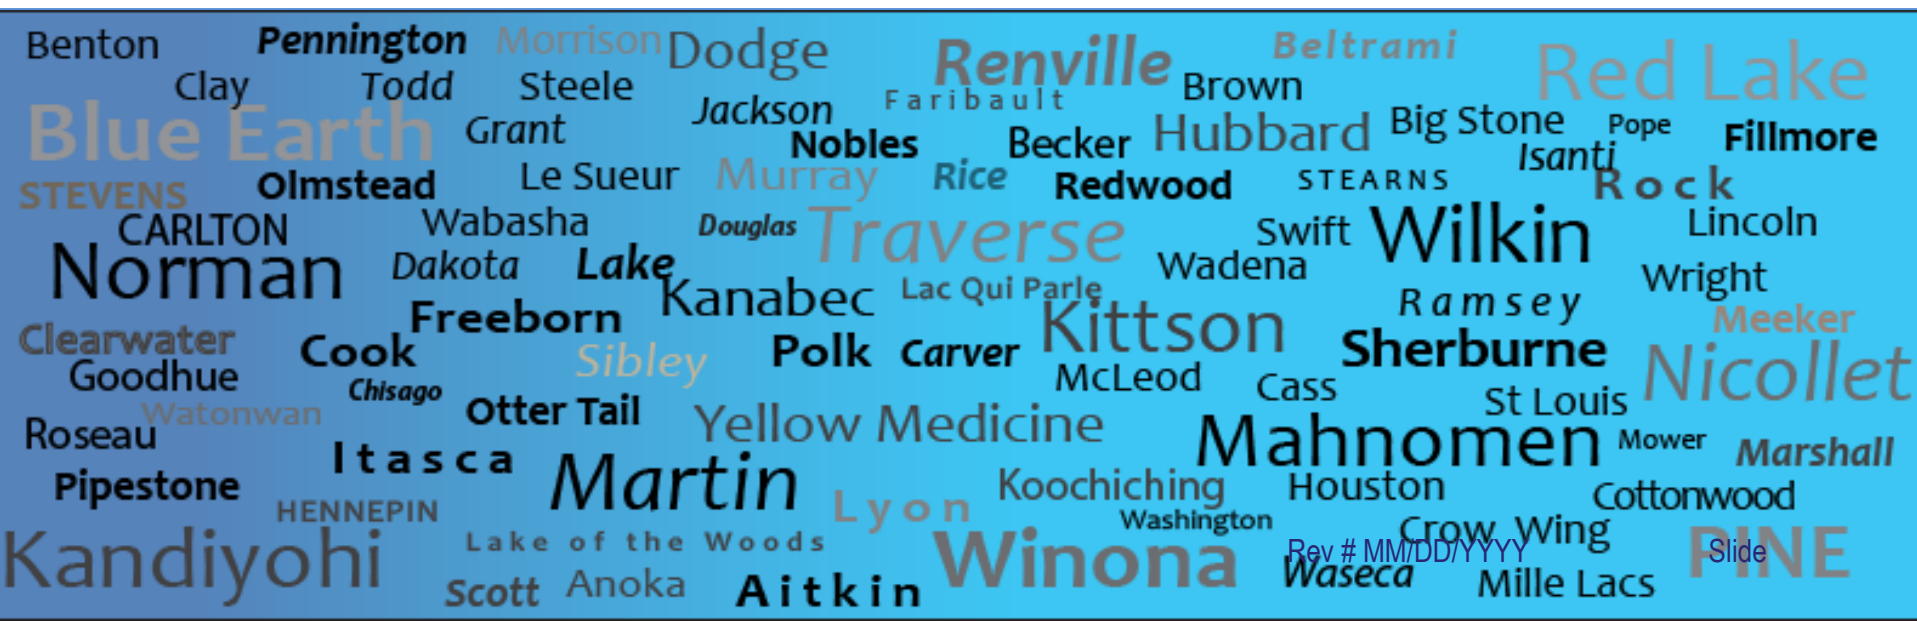 Benton Pennington Morrison Dodge Renville Beltrami Red Lake
Clay Todd Steele Jackson Faribault Brown
Blue Earth Grant Nobles Becker Hubbard Big Stone Pope Fillmore
STEVENS Olmstead Le Sueur Murray Rice Redwood STEARNS Isanti Rock
CARLTON Wabasha Douglas Traverse Swift Wilkin Lincoln
Norman Dakota Lake Kanabec Lac Qui Parle Wadena Wright
Freeborn Kittson Ramsey Meeker
Clearwater Cook Sibley Polk Carver Sherburne Nicollet
Goodhue Chisago McLeod Cass St Louis
Watonwan Otter Tail Yellow Medicine Mahnomen Mower Marshall
Roseau Itasca
Pipestone Martin Koochiching Houston Cottonwood
HENNEPIN Lyon Washington Crow Wing
Kandiyohi Lake of the Woods Winona Rev # MM/DD/YYYY PINE Slide
Scott Anoka Aitkin Waseca Mille Lacs